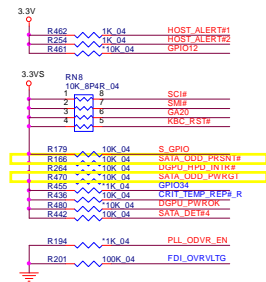 3.3V
R462 1K_04 HOST_ALERT#1
R254 1K_04 HOST_ALERT#2
R461 *10K_04 GPIO12
3.3VS
RN8
10K_8P4R_04
1 8 SCI#
2 7 SMI#
3 6 GA20
4 5 KBC_RST#
R179 10K_04 S_GPIO
R166 10K_04 SATA_ODD_PRSNT#
R264 10K_04 DGPU_HPD_INTR#
R470 10K_04 SATA_ODD_PWRGT
R455 *1K_04 GPIO34
R436 10K_04 CRIT_TEMP_REP#_R
R480 *10K_04 DGPU_PWROK
R442 10K_04 SATA_DET#4
R194 *1K_04 PLL_ODVR_EN
R201 100K_04 FDI_OVRVLTG